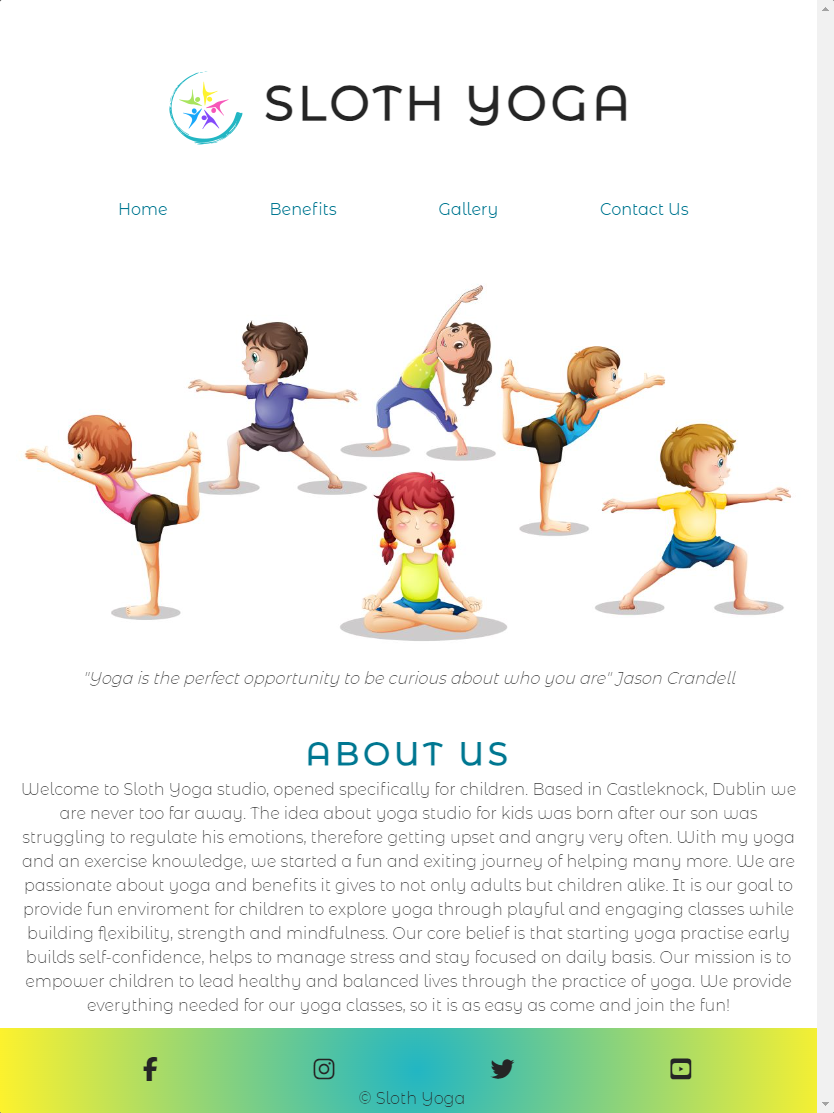 SLOTH YOGA
Home Benefits Gallery Contact Us
"Yoga is the perfect opportunity to be curious about who you are" Jason Crandell
ABOUT US
Welcome to Sloth Yoga studio, opened specifically for children. Based in Castleknock, Dublin we
are never too far away. The idea about yoga studio for kids was born after our son was
struggling to regulate his emotions, therefore getting upset and angry very often. With my yoga
and an exercise knowledge, we started a fun and exiting journey of helping many more. We are
passionate about yoga and benefits it gives to not only adults but children alike. It is our goal to
provide fun enviroment for children to explore yoga through playful and engaging classes while
building flexibility, strength and mindfulness. Our core belief is that starting yoga practise early
builds self-confidence, helps to manage stress and stay focused on daily basis. Our mission is to
empower children to lead healthy and balanced lives through the practice of yoga. We provide
everything needed for our yoga classes, so it is as easy as come and join the fun!
© Sloth Yoga